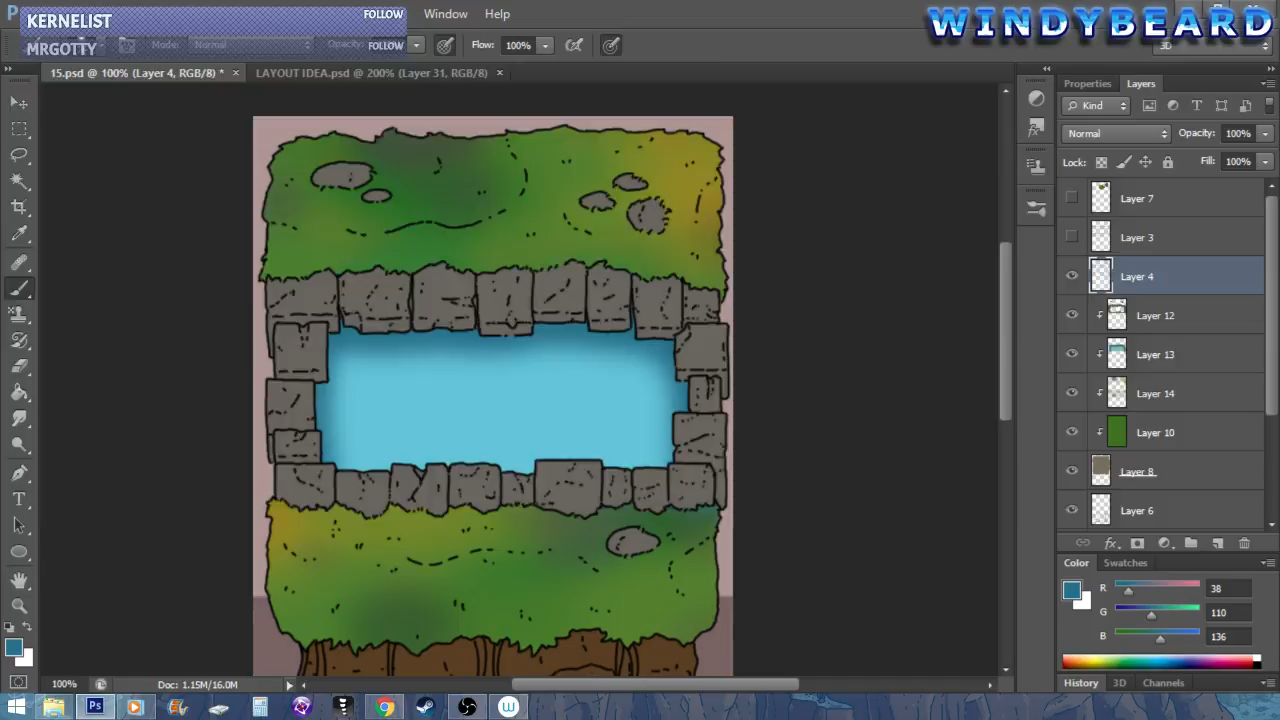 KERNELIST FOLLOW
MRGOTTY FOLLOW
Window Help
WINDYBEARD
Mode: Normal Opacity: Flow: 100%
3D
15.psd @ 100% (Layer 4, RGB/8) * ×
LAYOUT IDEA.psd @ 200% (Layer 31, RGB/8) ×
Properties Layers
Kind
Normal Opacity: 100%
Lock: Fill: 100%
Layer 7
Layer 3
Layer 4
Layer 12
Layer 13
Layer 14
Layer 10
Layer 8
Layer 6
fx
Color Swatches
R 38
G 110
B 136
History 3D Channels
100% Doc: 1.15M/16.0M